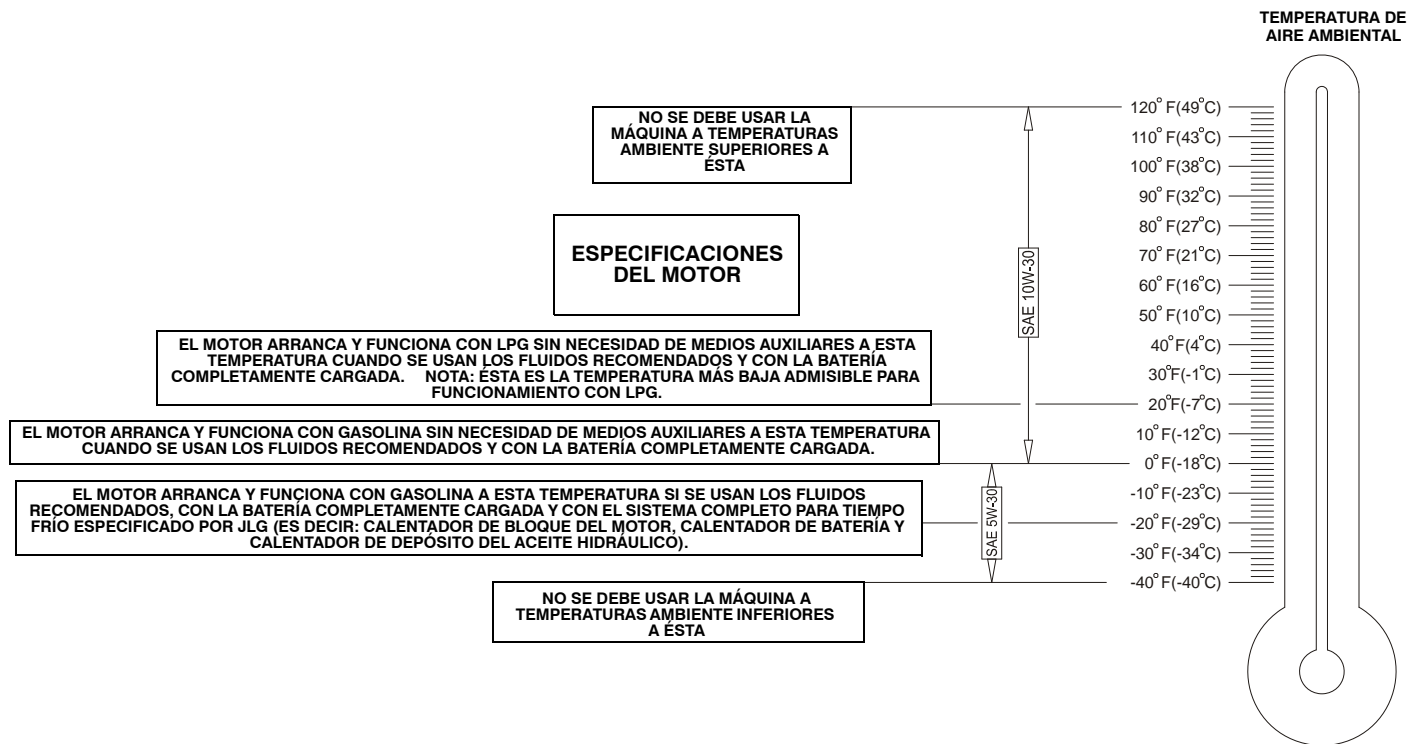 TEMPERATURA DE
AIRE AMBIENTAL
NO SE DEBE USAR LA
MÁQUINA A TEMPERATURAS
AMBIENTE SUPERIORES A
ÉSTA
ESPECIFICACIONES
DEL MOTOR
EL MOTOR ARRANCA Y FUNCIONA CON LPG SIN NECESIDAD DE MEDIOS AUXILIARES A ESTA
TEMPERATURA CUANDO SE USAN LOS FLUIDOS RECOMENDADOS Y CON LA BATERÍA
COMPLETAMENTE CARGADA. NOTA: ÉSTA ES LA TEMPERATURA MÁS BAJA ADMISIBLE PARA
FUNCIONAMIENTO CON LPG.
EL MOTOR ARRANCA Y FUNCIONA CON GASOLINA SIN NECESIDAD DE MEDIOS AUXILIARES A ESTA TEMPERATURA
CUANDO SE USAN LOS FLUIDOS RECOMENDADOS Y CON LA BATERÍA COMPLETAMENTE CARGADA.
EL MOTOR ARRANCA Y FUNCIONA CON GASOLINA A ESTA TEMPERATURA SI SE USAN LOS FLUIDOS
RECOMENDADOS, CON LA BATERÍA COMPLETAMENTE CARGADA Y CON EL SISTEMA COMPLETO PARA TIEMPO
FRÍO ESPECIFICADO POR JLG (ES DECIR: CALENTADOR DE BLOQUE DEL MOTOR, CALENTADOR DE BATERÍA Y
CALENTADOR DE DEPÓSITO DEL ACEITE HIDRÁULICO).
NO SE DEBE USAR LA MÁQUINA A
TEMPERATURAS AMBIENTE INFERIORES
A ÉSTA
SAE 10W-30
SAE 5W-30
120° F(49°C)
110° F(43°C)
100° F(38°C)
90° F(32°C)
80° F(27°C)
70° F(21°C)
60° F(16°C)
50° F(10°C)
40°F(4°C)
30°F(-1°C)
20°F(-7°C)
10° F(-12°C)
0° F(-18°C)
-10° F(-23°C)
-20° F(-29°C)
-30° F(-34°C)
-40° F(-40°C)